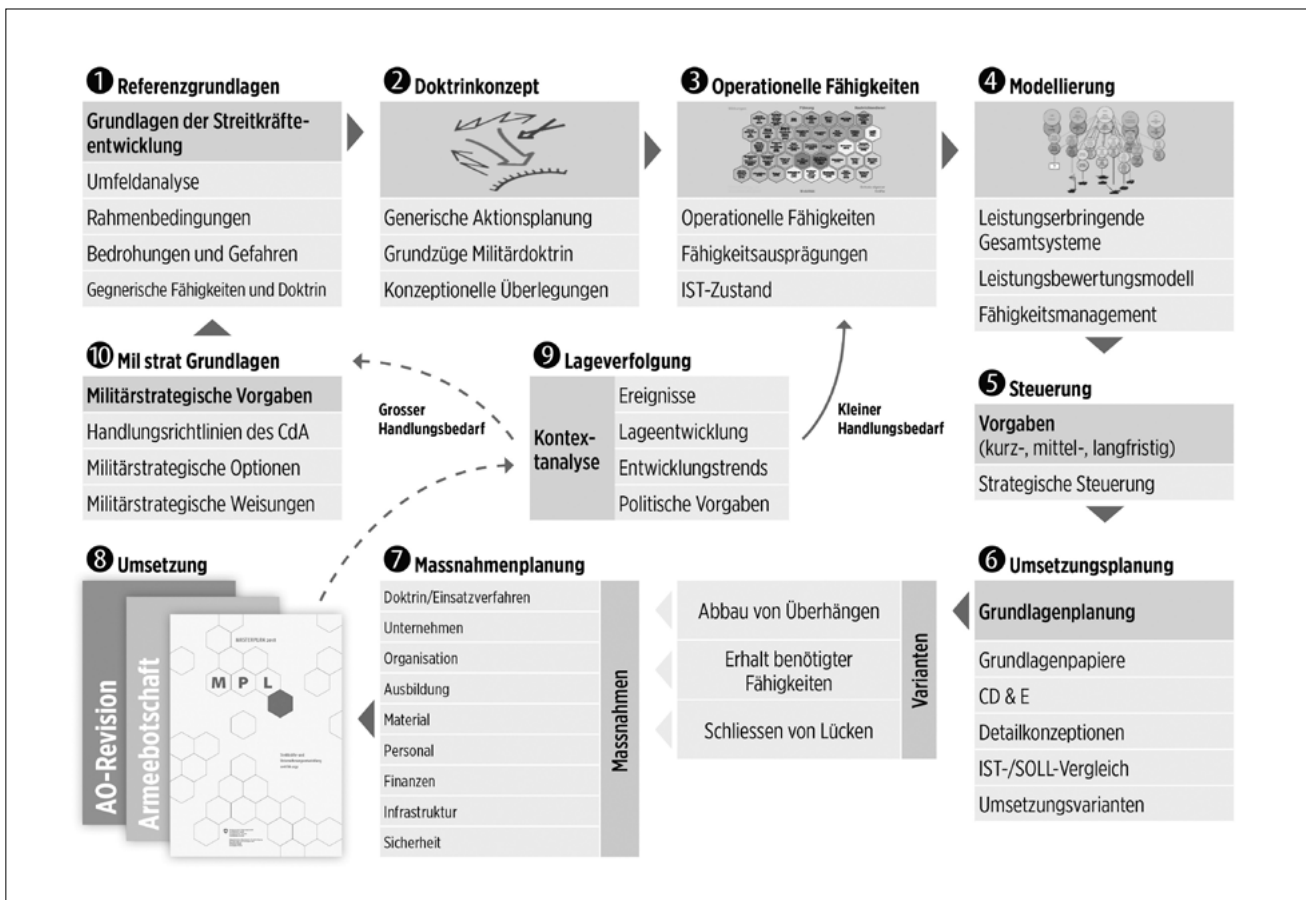 1 Referenzgrundlagen
Grundlagen der Streitkräfte-
entwicklung
Umfeldanalyse
Rahmenbedingungen
Bedrohungen und Gefahren
Gegnerische Fähigkeiten und Doktrin
2 Doktrinkonzept
Generische Aktionsplanung
Grundzüge Militärdoktrin
Konzeptionelle Überlegungen
3 Operationelle Fähigkeiten
Operationelle Fähigkeiten
Fähigkeitsausprägungen
IST-Zustand
4 Modellierung
Leistungserbringende
Gesamtsysteme
Leistungsbewertungsmodell
Fähigkeitsmanagement
10 Mil strat Grundlagen
Militärstrategische Vorgaben
Handlungsrichtlinien des CdA
Militärstrategische Optionen
Militärstrategische Weisungen
Grosser
Handlungsbedarf
9 Lageverfolgung
Kontex-
tanalyse
Ereignisse
Lageentwicklung
Entwicklungstrends
Politische Vorgaben
Kleiner
Handlungsbedarf
5 Steuerung
Vorgaben
(kurz-, mittel-, langfristig)
Strategische Steuerung
6 Umsetzungsplanung
Grundlagenplanung
Grundlagenpapiere
CD & E
Detailkonzeptionen
IST-/SOLL-Vergleich
Umsetzungsvarianten
Varianten
Abbau von Überhängen
Erhalt benötigter
Fähigkeiten
Schliessen von Lücken
7 Massnahmenplanung
Doktrin/Einsatzverfahren
Unternehmen
Organisation
Ausbildung
Material
Personal
Finanzen
Infrastruktur
Sicherheit
Massnahmen
8 Umsetzung
AO-Revision
Armeebotschaft
MPL